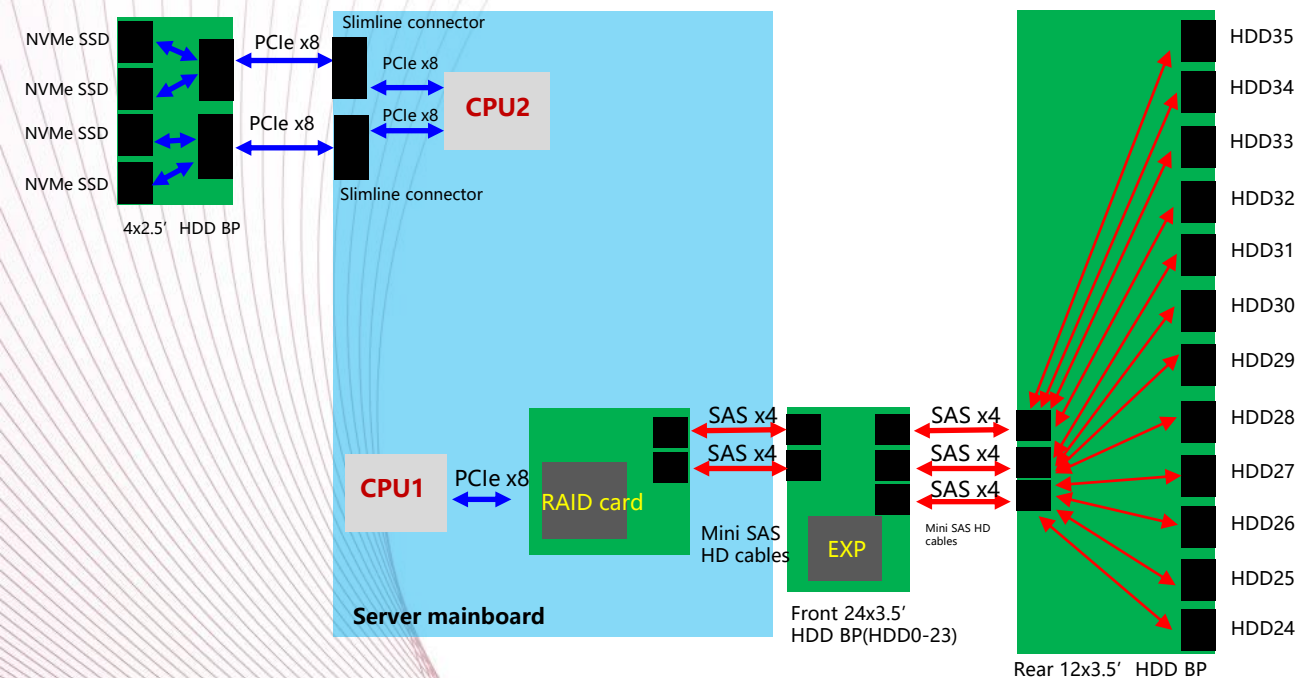 NVMe SSD
NVMe SSD
NVMe SSD
NVMe SSD
4x2.5' HDD BP
PCIe x8
PCIe x8
Slimline connector
PCIe x8
PCIe x8
CPU2
Slimline connector
CPU1
PCIe x8
RAID card
Server mainboard
SAS x4
SAS x4
Mini SAS
HD cables
EXP
Front 24x3.5'
HDD BP(HDD0-23)
SAS x4
SAS x4
SAS x4
Mini SAS HD
cables
HDD35
HDD34
HDD33
HDD32
HDD31
HDD30
HDD29
HDD28
HDD27
HDD26
HDD25
HDD24
Rear 12x3.5' HDD BP